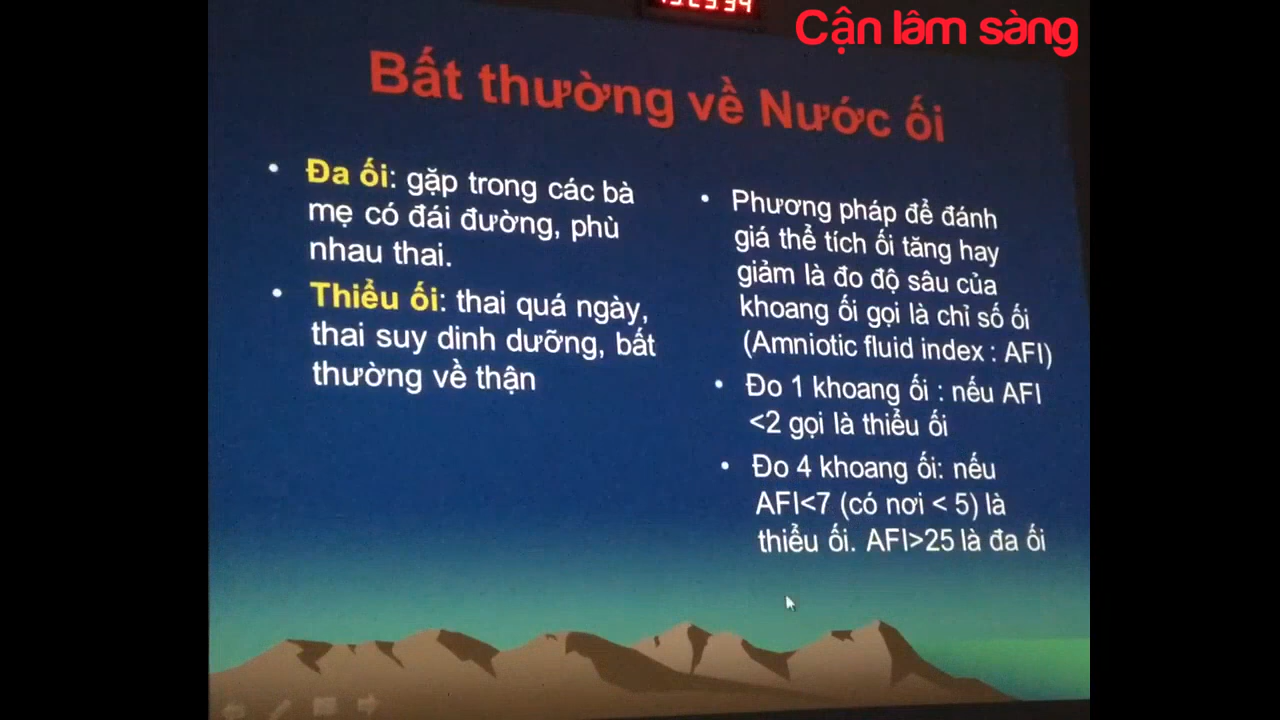 Cận lâm sàng
Bất thường về Nước ối
• Đa ối: gặp trong các bà
mẹ có đái đường, phù
nhau thai.
• Thiểu ối: thai quá ngày,
thai suy dinh dưỡng, bất
thường về thận
• Phương pháp để đánh
giá thể tích ối tăng hay
giảm là đo độ sâu của
khoang ối gọi là chỉ số ối
(Amniotic fluid index : AFI)
• Đo 1 khoang ối : nếu AFI
<2 gọi là thiểu ối
• Đo 4 khoang ối: nếu
AFI<7 (có nơi < 5) là
thiểu ối. AFI>25 là đa ối